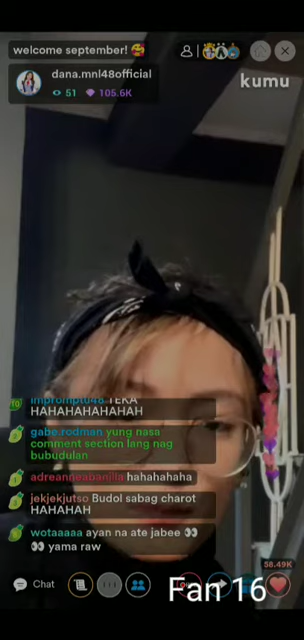 welcome september! 🥰
dana.mnl48official
51 105.6K
kumu
impromptu48 TEKA
HAHAHAHAHAHAH
gabe.rodman yung nasa
comment section lang nag
bubudulan
hahahahaha
jekjekjutso Budol sabag charot
HAHAHAH
wotaaaaa ayan na ate jabee 👀
👀 yama raw
58.49K
Chat
Fan 16